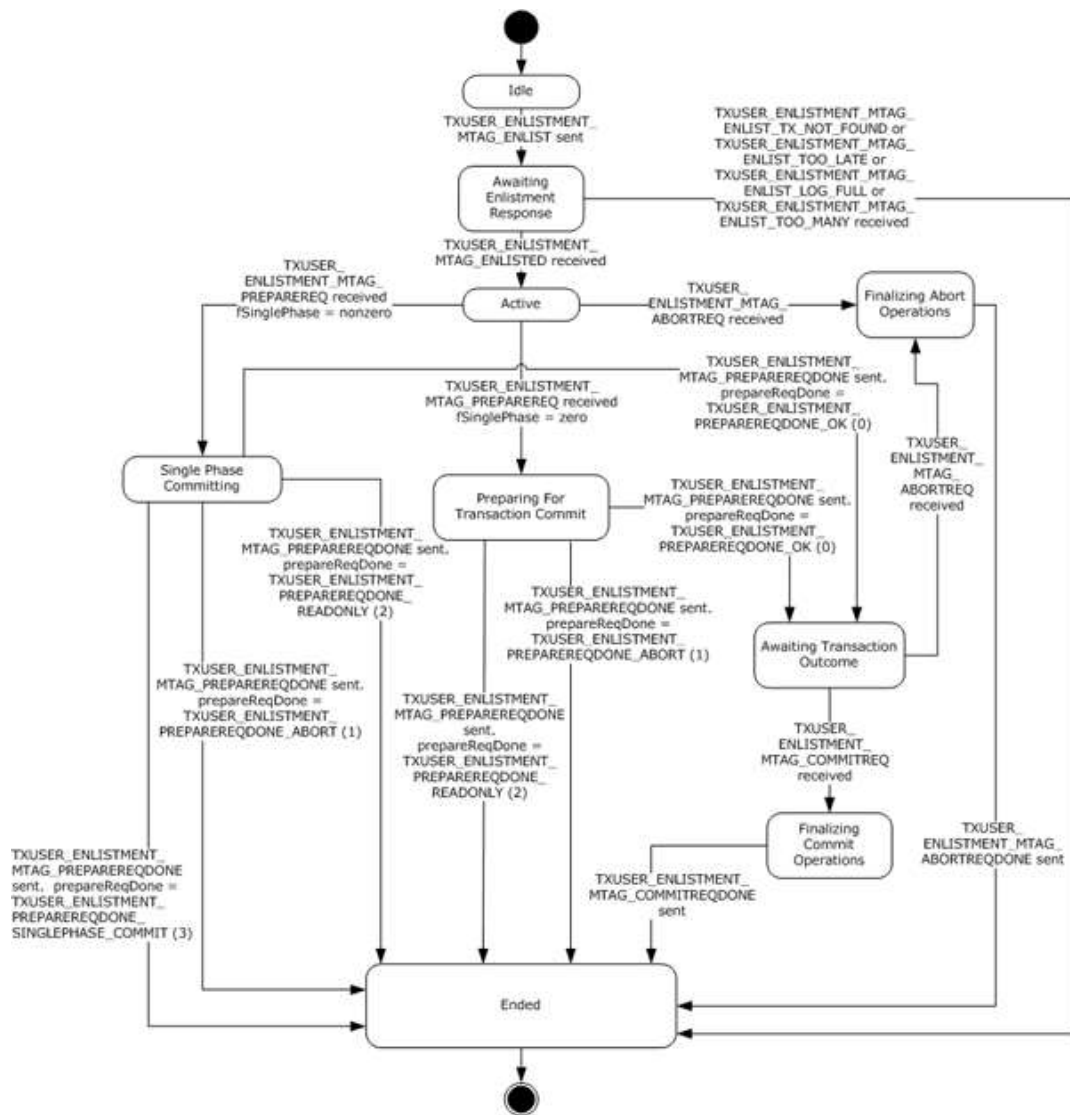 Idle
TXUSER_ENLISTMENT_
MTAG_ENLIST sent
TXUSER_ENLISTMENT_MTAG_
ENLIST_TX_NOT_FOUND or
TXUSER_ENLISTMENT_MTAG_
ENLIST_TOO_LATE or
TXUSER_ENLISTMENT_MTAG_
ENLIST_LOG_FULL or
TXUSER_ENLISTMENT_MTAG_
ENLIST_TOO_MANY received
Awaiting
Enlistment
Response
TXUSER_ENLISTMENT_
MTAG_ENLISTED received
TXUSER_
ENLISTMENT_MTAG_
PREPAREREQ received
fSinglePhase = nonzero
Active
TXUSER_
ENLISTMENT_MTAG_
ABORTREQ received
Finalizing Abort
Operations
TXUSER_ENLISTMENT_
MTAG_PREPAREREQ received
fSinglePhase = zero
TXUSER_ENLISTMENT_
MTAG_PREPAREREQDONE sent,
prepareReqDone =
TXUSER_ENLISTMENT_
PREPAREREQDONE_OK (0)
TXUSER_
ENLISTMENT_
MTAG_
ABORTREQ
received
Single Phase
Committing
Preparing For
Transaction Commit
TXUSER_ENLISTMENT_
MTAG_PREPAREREQDONE sent,
prepareReqDone =
TXUSER_ENLISTMENT_
PREPAREREQDONE_OK (0)
TXUSER_ENLISTMENT_
MTAG_PREPAREREQDONE sent,
prepareReqDone =
TXUSER_ENLISTMENT_
PREPAREREQDONE_
READONLY (2)
TXUSER_ENLISTMENT_
MTAG_PREPAREREQDONE sent,
prepareReqDone =
TXUSER_ENLISTMENT_
PREPAREREQDONE_ABORT (1)
Awaiting Transaction
Outcome
TXUSER_ENLISTMENT_
MTAG_PREPAREREQDONE sent,
prepareReqDone =
TXUSER_ENLISTMENT_
PREPAREREQDONE_ABORT (1)
TXUSER_ENLISTMENT_
MTAG_PREPAREREQDONE
sent,
prepareReqDone =
TXUSER_ENLISTMENT_
PREPAREREQDONE_
READONLY (2)
TXUSER_
ENLISTMENT_
MTAG_COMMITREQ
received
Finalizing
Commit
Operations
TXUSER_
ENLISTMENT_MTAG_
ABORTREQDONE sent
TXUSER_ENLISTMENT_
MTAG_PREPAREREQDONE
sent, prepareReqDone =
TXUSER_ENLISTMENT_
PREPAREREQDONE_
SINGLEPHASE_COMMIT (3)
TXUSER_ENLISTMENT_
MTAG_COMMITREQDONE
sent
Ended